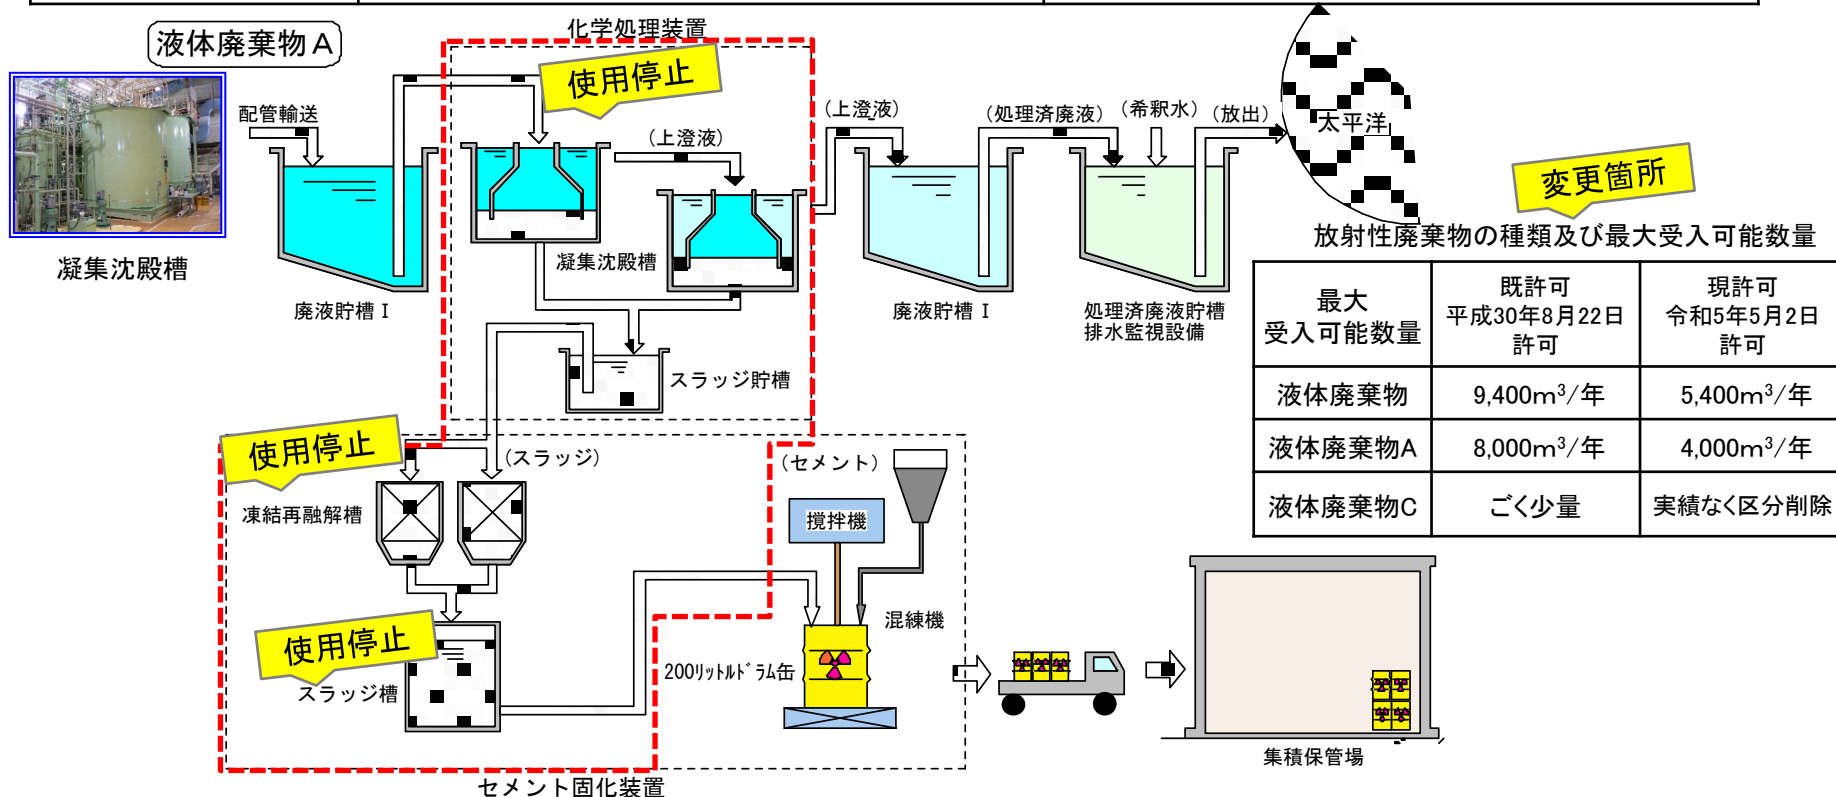 化学処理装置
液体廃棄物A
使用停止
配管輸送
(上澄液)
(上澄液)
(処理済廃液)
(希釈水)
(放出)
太平洋
変更箇所
凝集沈殿槽
廃液貯槽Ⅰ
凝集沈殿槽
廃液貯槽Ⅰ
処理済廃液貯槽
排水監視設備
スラッジ貯槽
放射性廃棄物の種類及び最大受入可能数量
最大
受入可能数量
既許可
平成30年8月22日
許可
現許可
令和5年5月2日
許可
液体廃棄物 9,400m³/年 5,400m³/年
液体廃棄物A 8,000m³/年 4,000m³/年
液体廃棄物C ごく少量 実績なく区分削除
使用停止
(スラッジ)
(セメント)
凍結再融解槽
撹拌機
使用停止
スラッジ槽
混練機
200リットルドラム缶
集積保管場
セメント固化装置